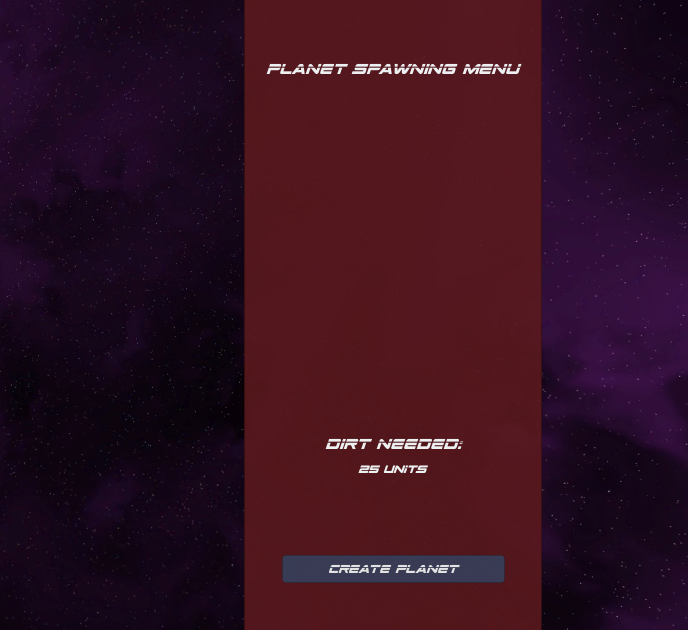 PLANET SPAWNING MENU
DIRT NEEDED:
25 UNITS
CREATE PLANET